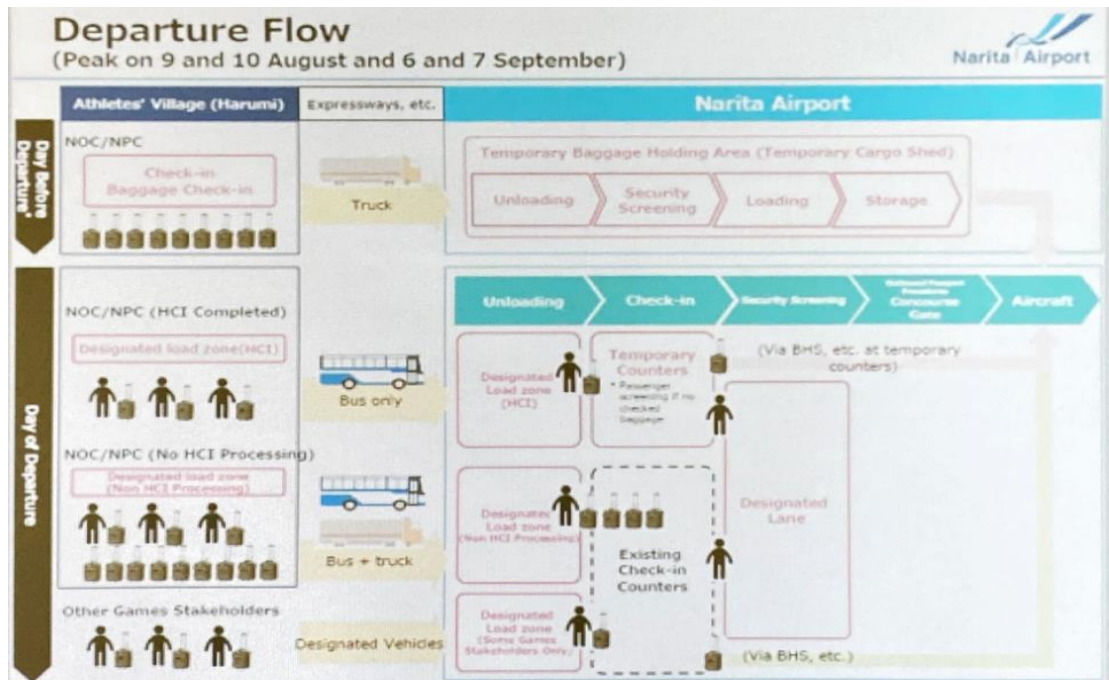 Departure Flow
(Peak on 9 and 10 August and 6 and 7 September)
Narita Airport
Athletes' Village (Harumi)
Expressways, etc.
Narita Airport
Day Before
Departure*
NOC/NPC
Check-in
Baggage Check-in
Truck
Temporary Baggage Holding Area (Temporary Cargo Shed)
Unloading
Security
Screening
Loading
Storage
Day of Departure
Unloading
Check-in
Security Screening
Concourse
Gate
Aircraft
NOC/NPC (HCI Completed)
Designated load zone(HCI)
Bus only
Designated
Load zone
(HCI)
Temporary
Counters
* Passenger
screening if no
checked
baggage
(Via BHS, etc. at temporary
counters)
NOC/NPC (No HCI Processing)
Designated load zone
(Non HCI Processing)
Bus + truck
Designated
Load zone
(Non HCI Processing)
Existing
Check-in
Counters
Designated
Lane
Other Games Stakeholders
Designated Vehicles
Designated
Load zone
(Some Games
Stakeholders Only)
(Via BHS, etc.)